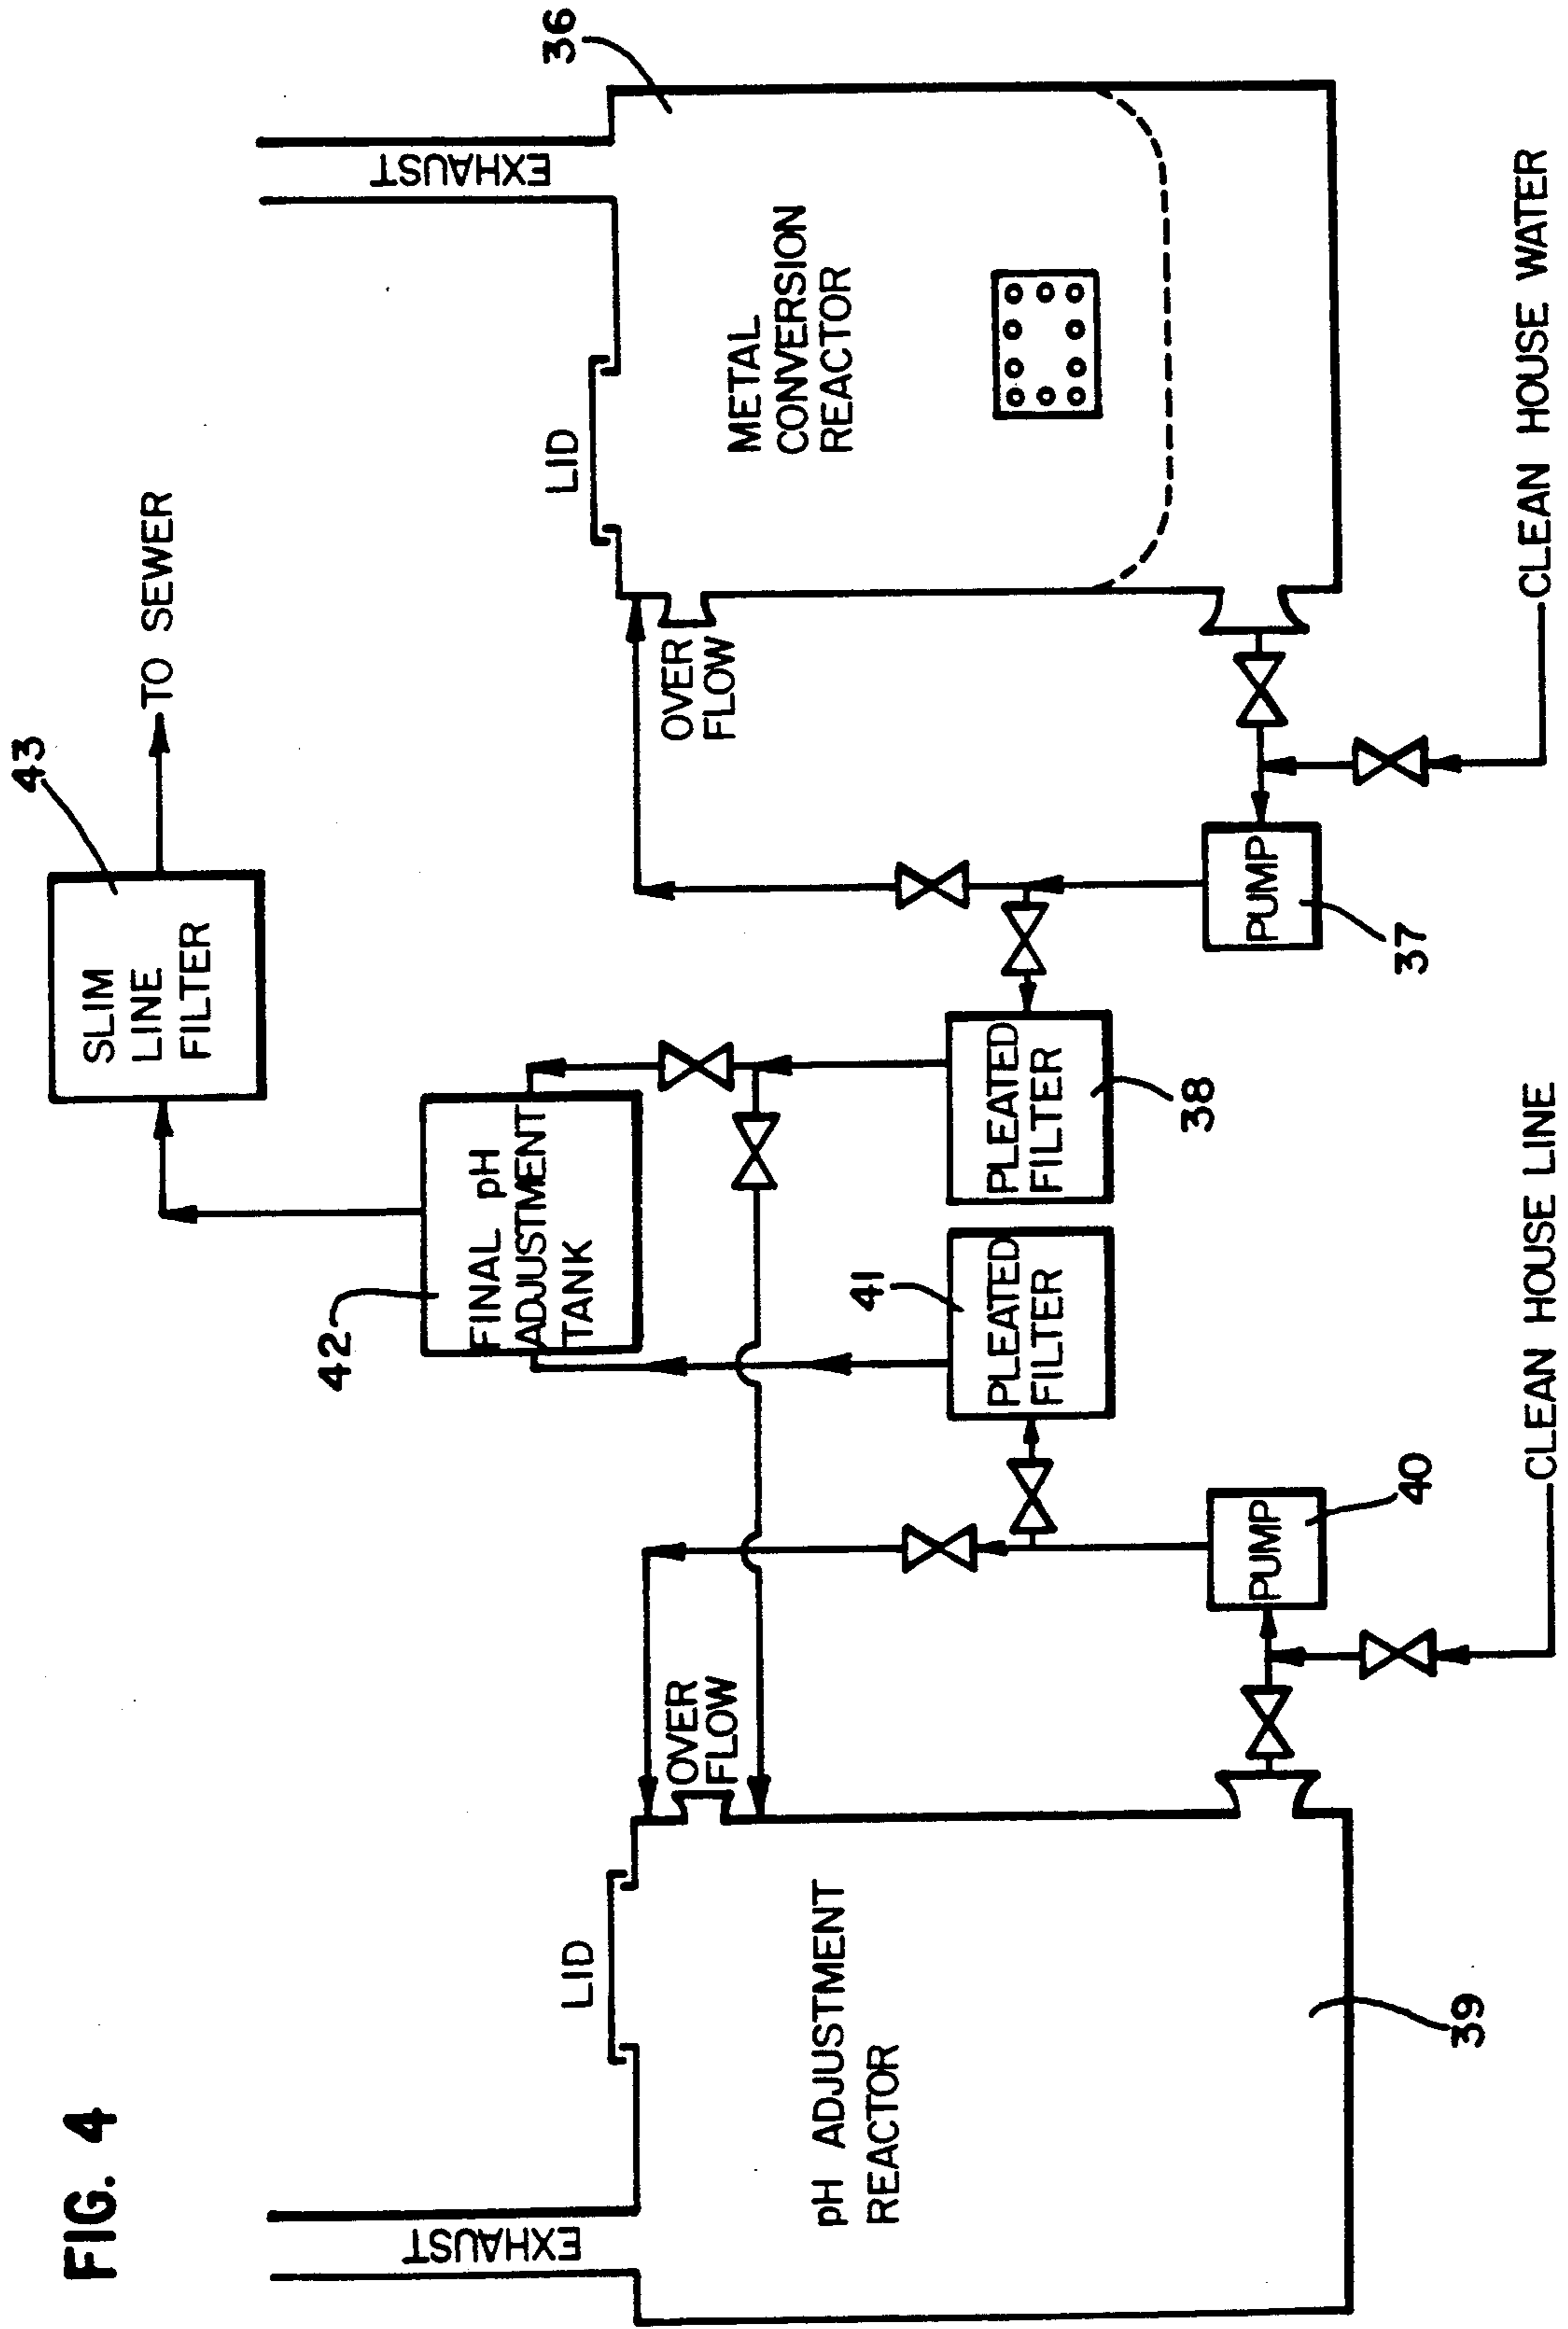 FIG. 4
43
SLIM
LINE
FILTER
TO SEWER
EXHAUST
EXHAUST
42
FINAL pH
ADJUSTMENT
TANK
36
LID
LID
OVER
FLOW
OVER
FLOW
pH ADJUSTMENT
REACTOR
METAL
CONVERSION
REACTOR
41
PLEATED
FILTER
PLEATED
FILTER
38
PUMP
40
PUMP
37
39
CLEAN HOUSE LINE
CLEAN HOUSE WATER